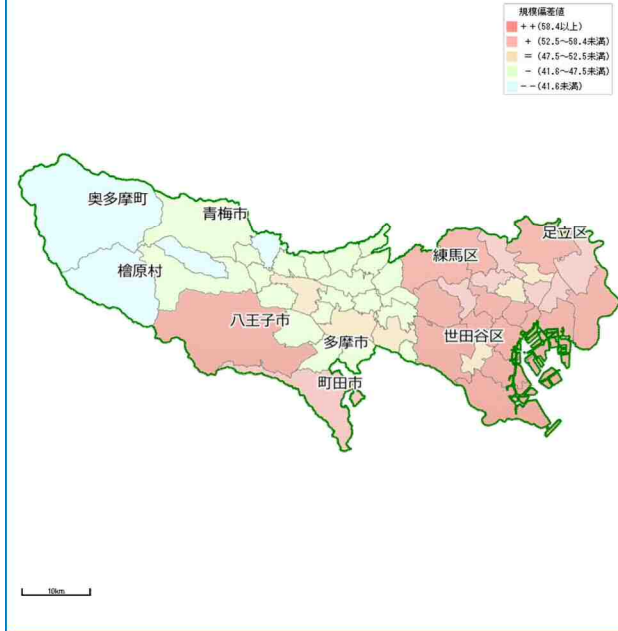 規模偏差値
++(58.4以上)
+ (52.5～58.4未満)
= (47.5～52.5未満)
- (41.6～47.5未満)
--(41.6未満)
奥多摩町
青梅市
足立区
練馬区
檜原村
八王子市
世田谷区
多摩市
町田市
10km